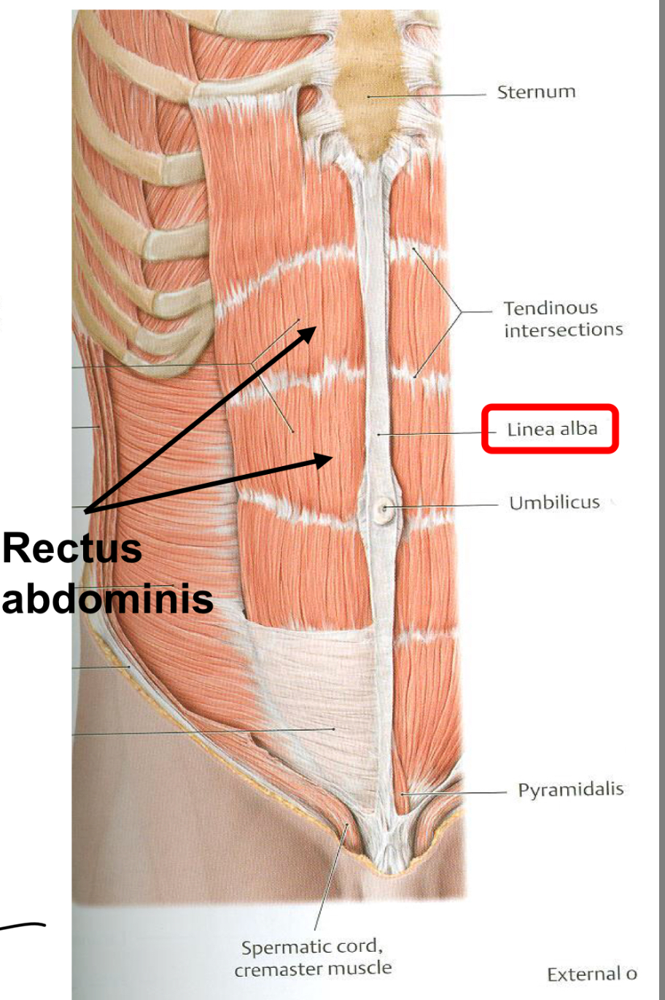 Sternum
Tendinous
intersections
Linea alba
Umbilicus
Rectus
abdominis
Pyramidalis
Spermatic cord,
cremaster muscle
External o